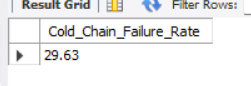 Result Grid Filter Rows:
Cold_Chain_Failure_Rate
29.63